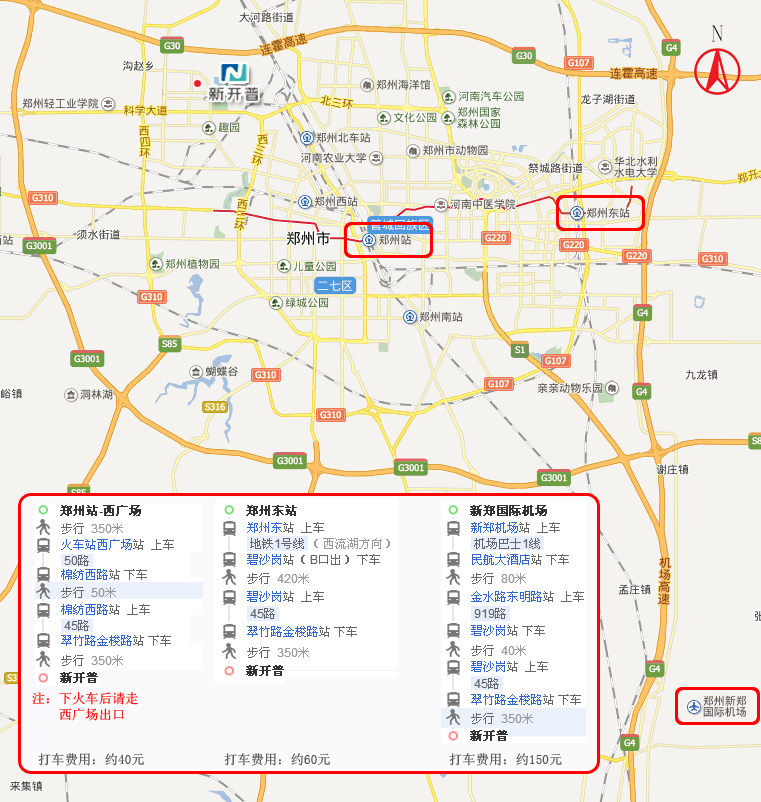 大河路街道
G30
连霍高速
G30
G107
G4
N
连霍高速
沟赵乡
新开普
郑州海洋馆
河南汽车公园
龙子湖街道
郑州轻工业学院
科学大道
北三环
文化公园
郑州国家
森林公园
西四环
趣园
西三环
郑州北车站
河南农业大学
郑州市动物园
祭城路街道
华北水利
水电大学
G310
西三环
郑州西站
河南中医学院
郑州东站
管城回族区
郑州市
郑州站
须水街道
G3001
G220
G220
G220
G310
郑州植物园
儿童公园
二七区
G310
绿城公园
郑州南站
G4
S85
S1
G3001
G107
蝴蝶谷
G310
G107
亲亲动物乐园
九龙镇
峪镇
洞林湖
S316
G310
G4
G3001
G3001
G3001
谢庄镇
S85
机场高速
孟庄镇
G4
郑州新郑
国际机场
G4
来集镇
郑州站-西广场
步行 350米
火车站西广场站 上车
50路
棉纺西路站 下车
步行 50米
棉纺西路站 上车
45路
翠竹路金梭路站 下车
步行 350米
新开普
注：下火车后请走
西广场出口
打车费用：约40元
郑州东站
郑州东站 上车
地铁1号线（西流湖方向）
碧沙岗站（B口出）下车
步行 420米
碧沙岗站 上车
45路
翠竹路金梭路站 下车
步行 350米
新开普
打车费用：约60元
新郑国际机场
新郑机场站 上车
机场巴士1线
民航大酒店站 下车
步行 80米
金水路东明路站 上车
919路
碧沙岗站 下车
步行 40米
碧沙岗站 上车
45路
翠竹路金梭路站 下车
步行 350米
新开普
打车费用：约150元